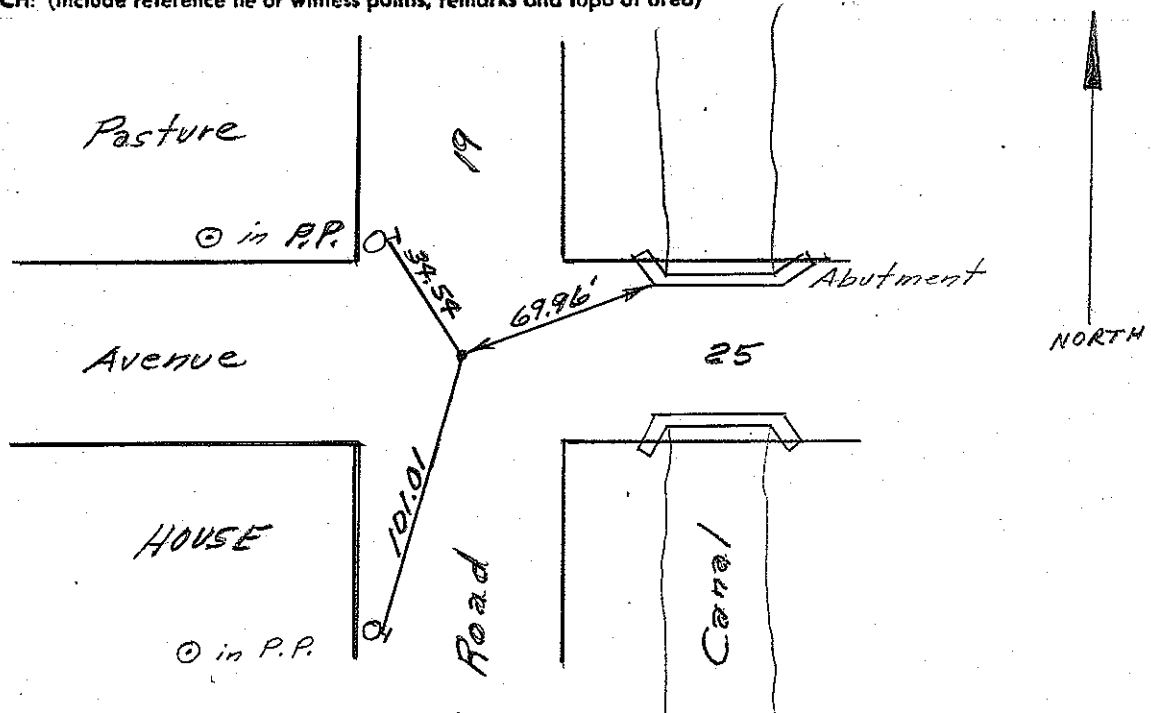 CH: (Include reference tie or witness points, remarks and topo of area)
Pasture
19
⊙ in P.P.
34.54
69.96'
Abutment
NORTH
Avenue
25
101.01
HOUSE
Road
Canal
⊙ in P.P.